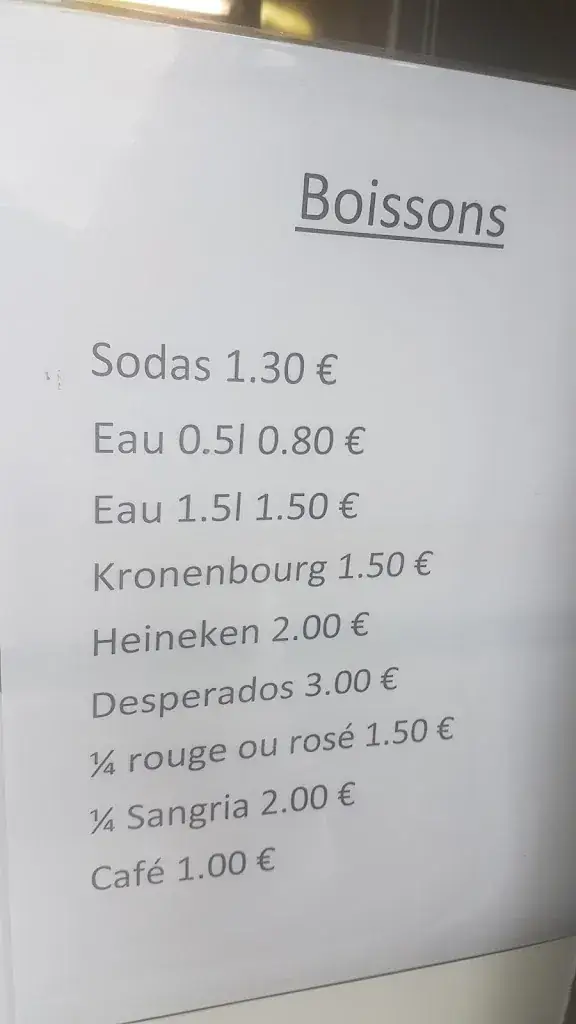 Boissons
Sodas 1.30 €
Eau 0.5l 0.80 €
Eau 1.5l 1.50 €
Kronenbourg 1.50 €
Heineken 2.00 €
Desperados 3.00 €
¼ rouge ou rosé 1.50 €
¼ Sangria 2.00 €
Café 1.00 €